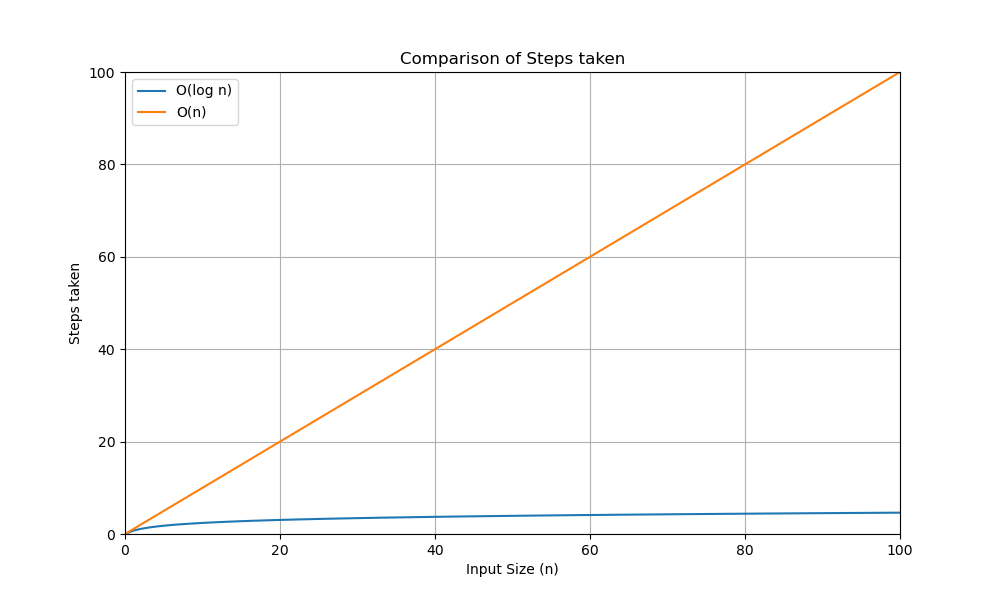 Comparison of Steps taken
O(log n)
O(n)
100
80
60
40
20
0
Steps taken
0 20 40 60 80 100
Input Size (n)